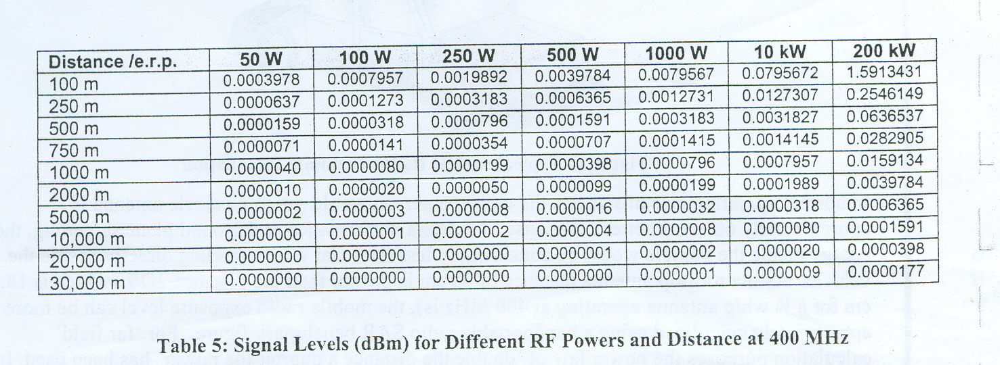 Distance /e.r.p. 50 W 100 W 250 W 500 W 1000 W 10 kW 200 kW
100 m 0.0003978 0.0007957 0.0019892 0.0039784 0.0079567 0.0795672 1.5913431
250 m 0.0000637 0.0001273 0.0003183 0.0006365 0.0012731 0.0127307 0.2546149
500 m 0.0000159 0.0000318 0.0000796 0.0001591 0.0003183 0.0031827 0.0636537
750 m 0.0000071 0.0000141 0.0000354 0.0000707 0.0001415 0.0014145 0.0282905
1000 m 0.0000040 0.0000080 0.0000199 0.0000398 0.0000796 0.0007957 0.0159134
2000 m 0.0000010 0.0000020 0.0000050 0.0000099 0.0000199 0.0001989 0.0039784
5000 m 0.0000002 0.0000003 0.0000008 0.0000016 0.0000032 0.0000318 0.0006365
10,000 m 0.0000000 0.0000001 0.0000002 0.0000004 0.0000008 0.0000080 0.0001591
20,000 m 0.0000000 0.0000000 0.0000000 0.0000001 0.0000002 0.0000020 0.0000398
30,000 m 0.0000000 0.0000000 0.0000000 0.0000000 0.0000001 0.0000009 0.0000177
Table 5: Signal Levels (dBm) for Different RF Powers and Distance at 400 MHz